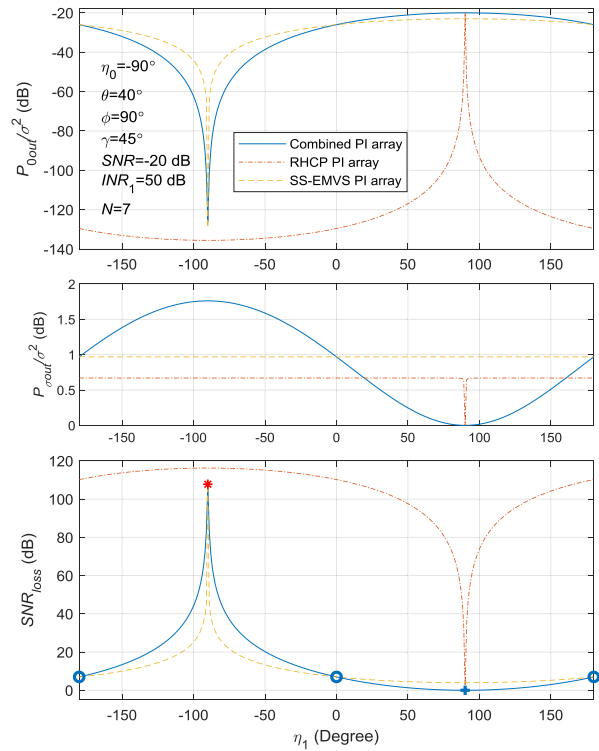 P0out/σ2 (dB)
-20
-40
-60
-80
-100
-120
-140
η0=-90°
θ=40°
ϕ=90°
γ=45°
SNR=-20 dB
INR1=50 dB
N=7
Combined PI array
RHCP PI array
SS-EMVS PI array
-150 -100 -50 0 50 100 150
Pσout/σ2 (dB)
2
1.5
1
0.5
0
-150 -100 -50 0 50 100 150
SNRloss (dB)
120
100
80
60
40
20
0
-150 -100 -50 0 50 100 150
η1 (Degree)